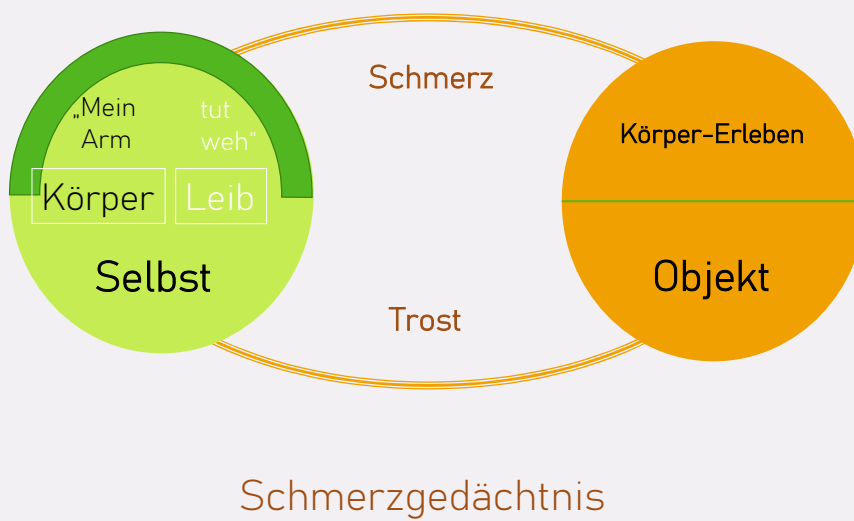 Schmerz
„Mein
Arm
tut
weh“
Körper-Erleben
Körper
Leib
Selbst
Objekt
Trost
Schmerzgedächtnis